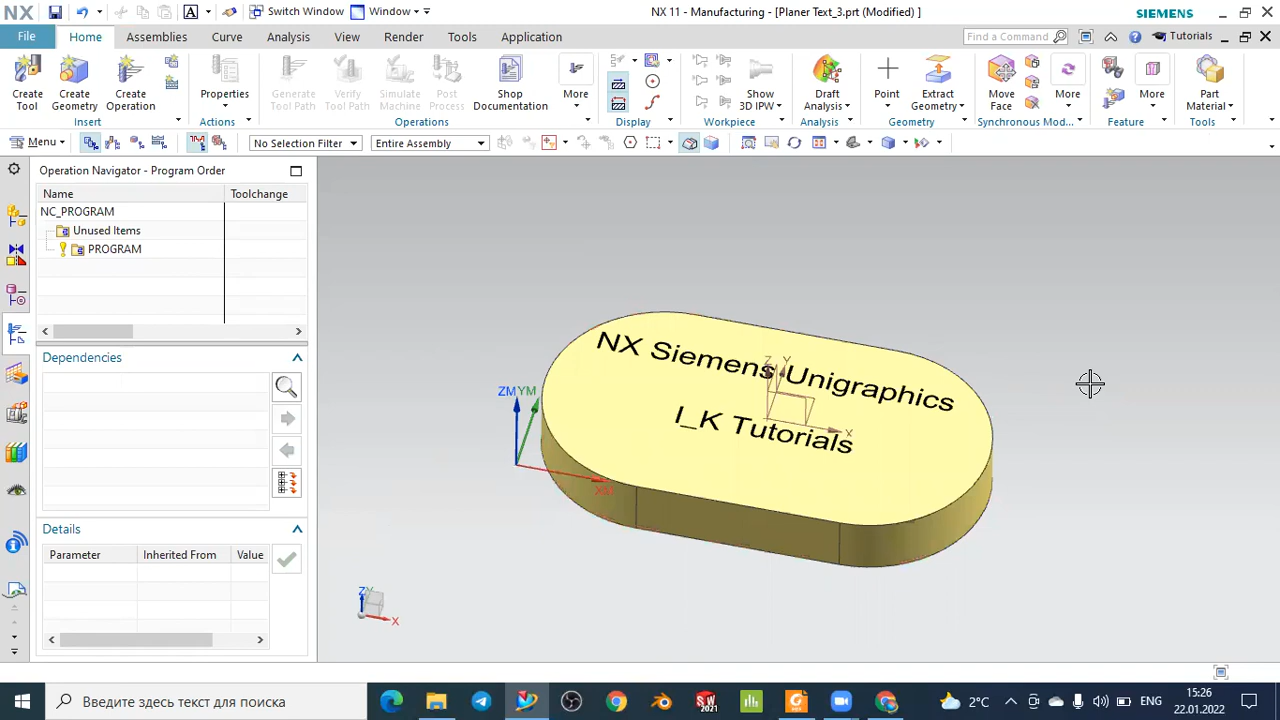 NX Switch Window Window NX 11 - Manufacturing - [Planer Text_3.prt (Modified) ] SIEMENS
File Home Assemblies Curve Analysis View Render Tools Application Find a Command Tutorials
Create Tool Create Geometry Create Operation Properties Generate Tool Path Verify Tool Path Simulate Machine Post Process Shop Documentation More Show 3D IPW Draft Analysis Point Extract Geometry Move Face More More Part Material
Insert Actions Operations Display Workpiece Analysis Geometry Synchronous Mod... Feature Tools
Menu No Selection Filter Entire Assembly
Operation Navigator - Program Order
Name Toolchange
NC_PROGRAM
Unused Items
PROGRAM
Dependencies
Details
Parameter Inherited From Value
NX Siemens Unigraphics
I_K Tutorials
Z Y
X
ZM YM
XM
ZY
X
Введите здесь текст для поиска 2°C ENG 15:26
22.01.2022